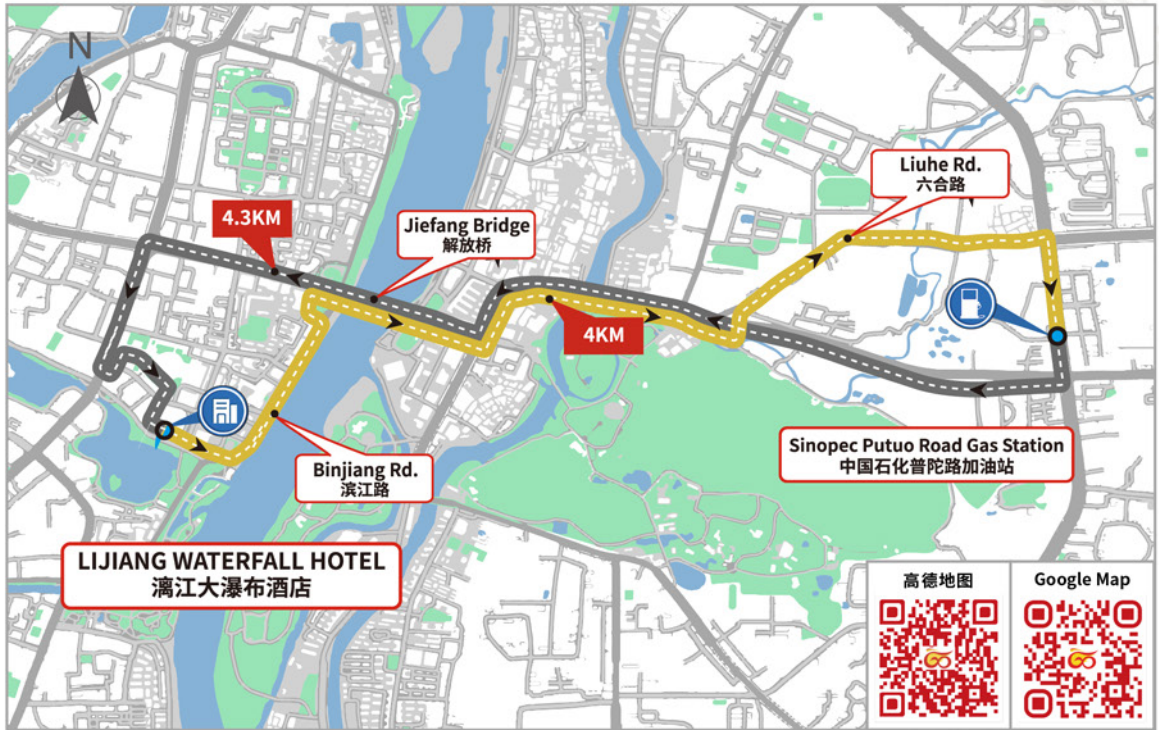 N
Liuhe Rd.
六合路
4.3KM
Jiefang Bridge
解放桥
4KM
Sinopec Putuo Road Gas Station
中国石化普陀路加油站
Binjiang Rd.
滨江路
LIJIANG WATERFALL HOTEL
漓江大瀑布酒店
高德地图
Google Map